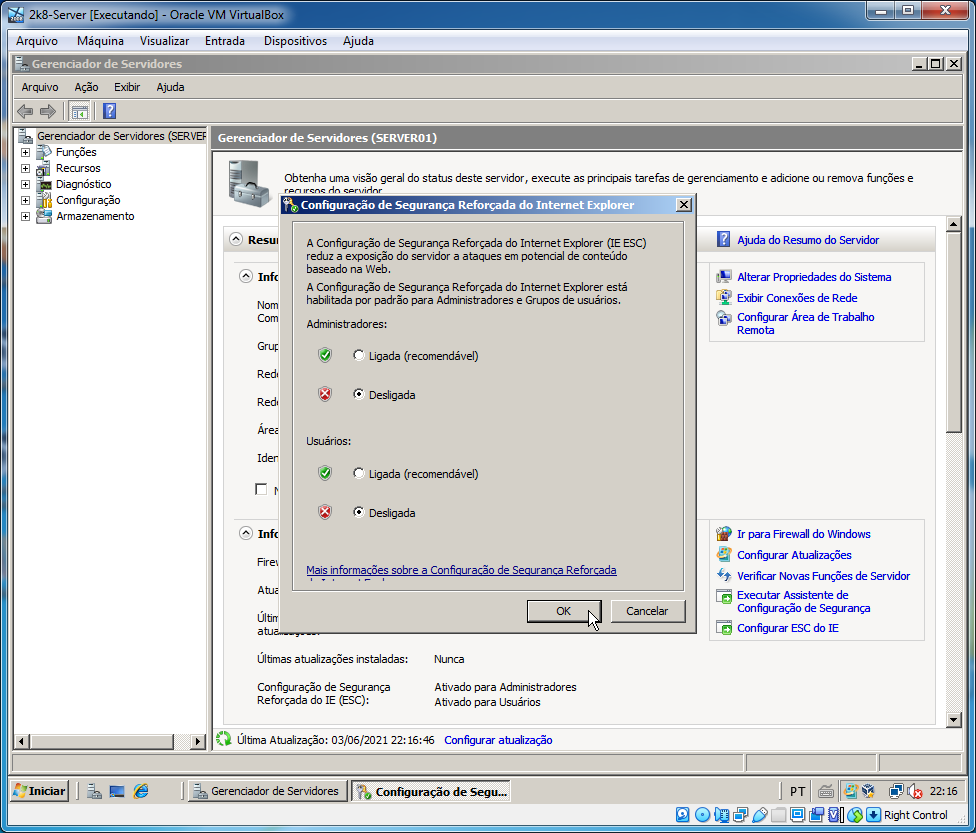 2k8-Server [Executando] - Oracle VM VirtualBox
Arquivo Máquina Visualizar Entrada Dispositivos Ajuda
Gerenciador de Servidores
Arquivo Ação Exibir Ajuda
Gerenciador de Servidores (SERVER
Funções
Recursos
Diagnóstico
Configuração
Armazenamento
Gerenciador de Servidores (SERVER01)
Obtenha uma visão geral do status deste servidor, execute as principais tarefas de gerenciamento e adicione ou remova funções e
recursos do servidor
Configuração de Segurança Reforçada do Internet Explorer
A Configuração de Segurança Reforçada do Internet Explorer (IE ESC)
reduz a exposição do servidor a ataques em potencial de conteúdo
baseado na Web.
A Configuração de Segurança Reforçada do Internet Explorer está
habilitada por padrão para Administradores e Grupos de usuários.
Administradores:
Ligada (recomendável)
Desligada
Usuários:
Ligada (recomendável)
Desligada
Mais informações sobre a Configuração de Segurança Reforçada
OK Cancelar
Resu
Info
Nom
Com
Grup
Rede
Rede
Área
Iden
Info
Firew
Atua
Últim
atualizações:
Últimas atualizações instaladas: Nunca
Configuração de Segurança
Reforçada do IE (ESC):
Ativado para Administradores
Ativado para Usuários
Ajuda do Resumo do Servidor
Alterar Propriedades do Sistema
Exibir Conexões de Rede
Configurar Área de Trabalho
Remota
Ir para Firewall do Windows
Configurar Atualizações
Verificar Novas Funções de Servidor
Executar Assistente de
Configuração de Segurança
Configurar ESC do IE
Última Atualização: 03/06/2021 22:16:46 Configurar atualização
Iniciar Gerenciador de Servidores Configuração de Segu... PT 22:16
Right Control